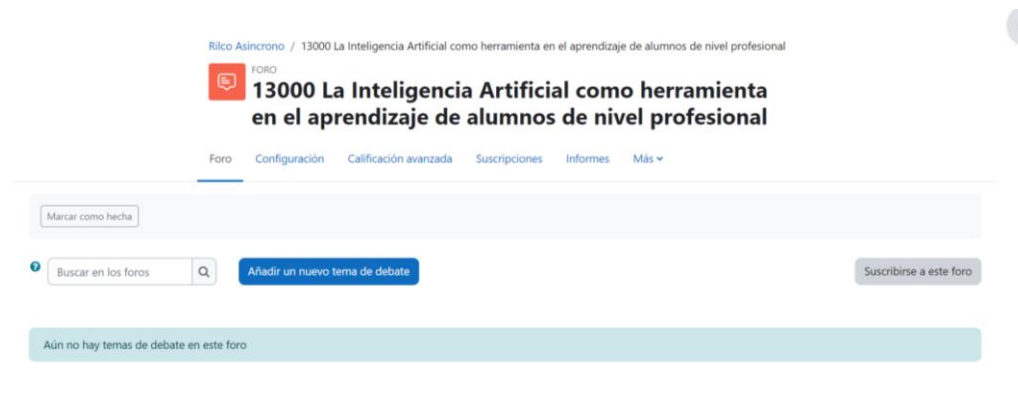 Rilco Asincrono / 13000 La Inteligencia Artificial como herramienta en el aprendizaje de alumnos de nivel profesional
FORO
13000 La Inteligencia Artificial como herramienta
en el aprendizaje de alumnos de nivel profesional
Foro Configuración Calificación avanzada Suscripciones Informes Más
Marcar como hecha
Buscar en los foros Añadir un nuevo tema de debate Suscribirse a este foro
Aún no hay temas de debate en este foro